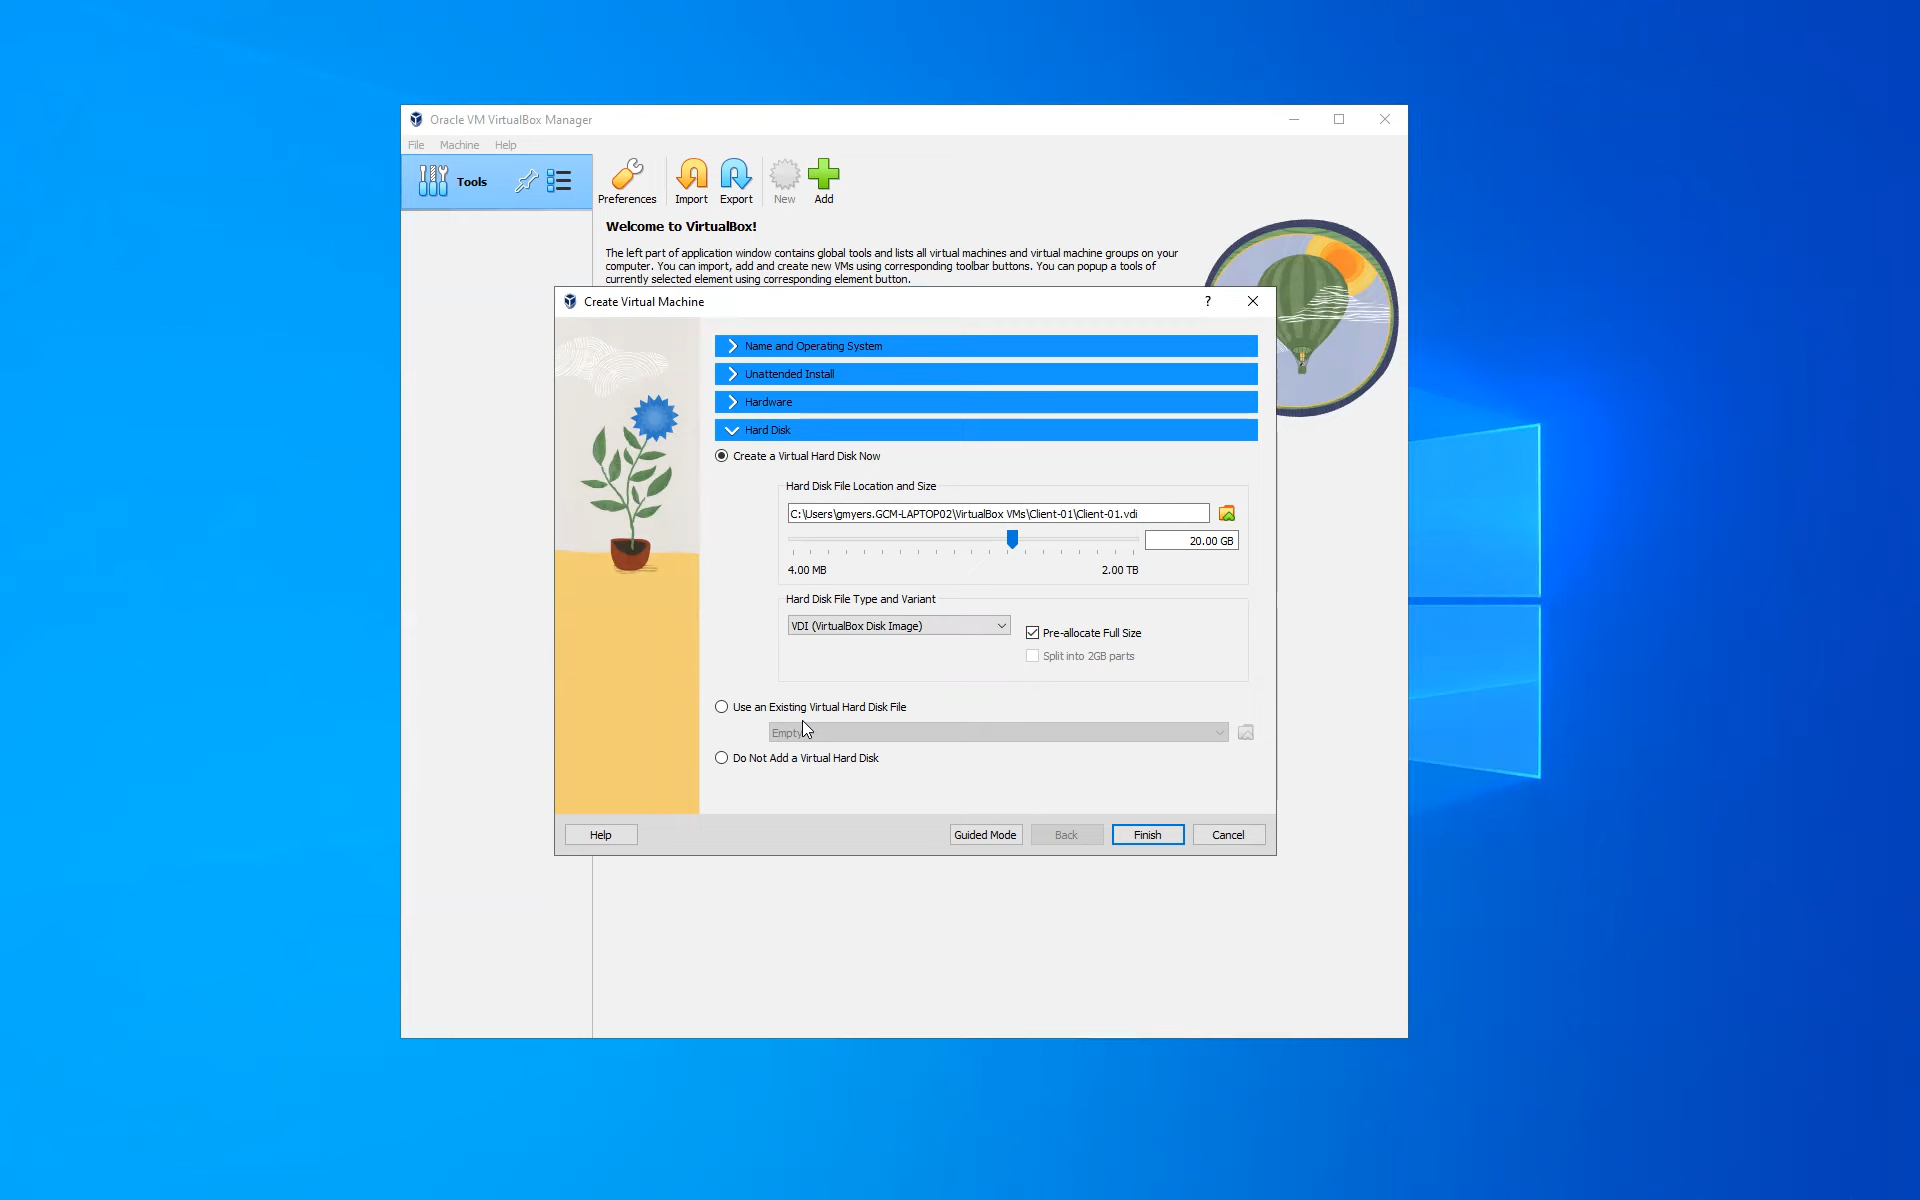 Oracle VM VirtualBox Manager
File Machine Help
Tools
Preferences Import Export New Add
Welcome to VirtualBox!
The left part of application window contains global tools and lists all virtual machines and virtual machine groups on your
computer. You can import, add and create new VMs using corresponding toolbar buttons. You can popup a tools of
currently selected element using corresponding element button.
Create Virtual Machine
?
Name and Operating System
Unattended Install
Hardware
Hard Disk
Create a Virtual Hard Disk Now
Hard Disk File Location and Size
C:\Users\gmyers.GCM-LAPTOP02\VirtualBox VMs\Client-01\Client-01.vdi
20.00 GB
4.00 MB 2.00 TB
Hard Disk File Type and Variant
VDI (VirtualBox Disk Image)
Pre-allocate Full Size
Split into 2GB parts
Use an Existing Virtual Hard Disk File
Empty
Do Not Add a Virtual Hard Disk
Help Guided Mode Back Finish Cancel